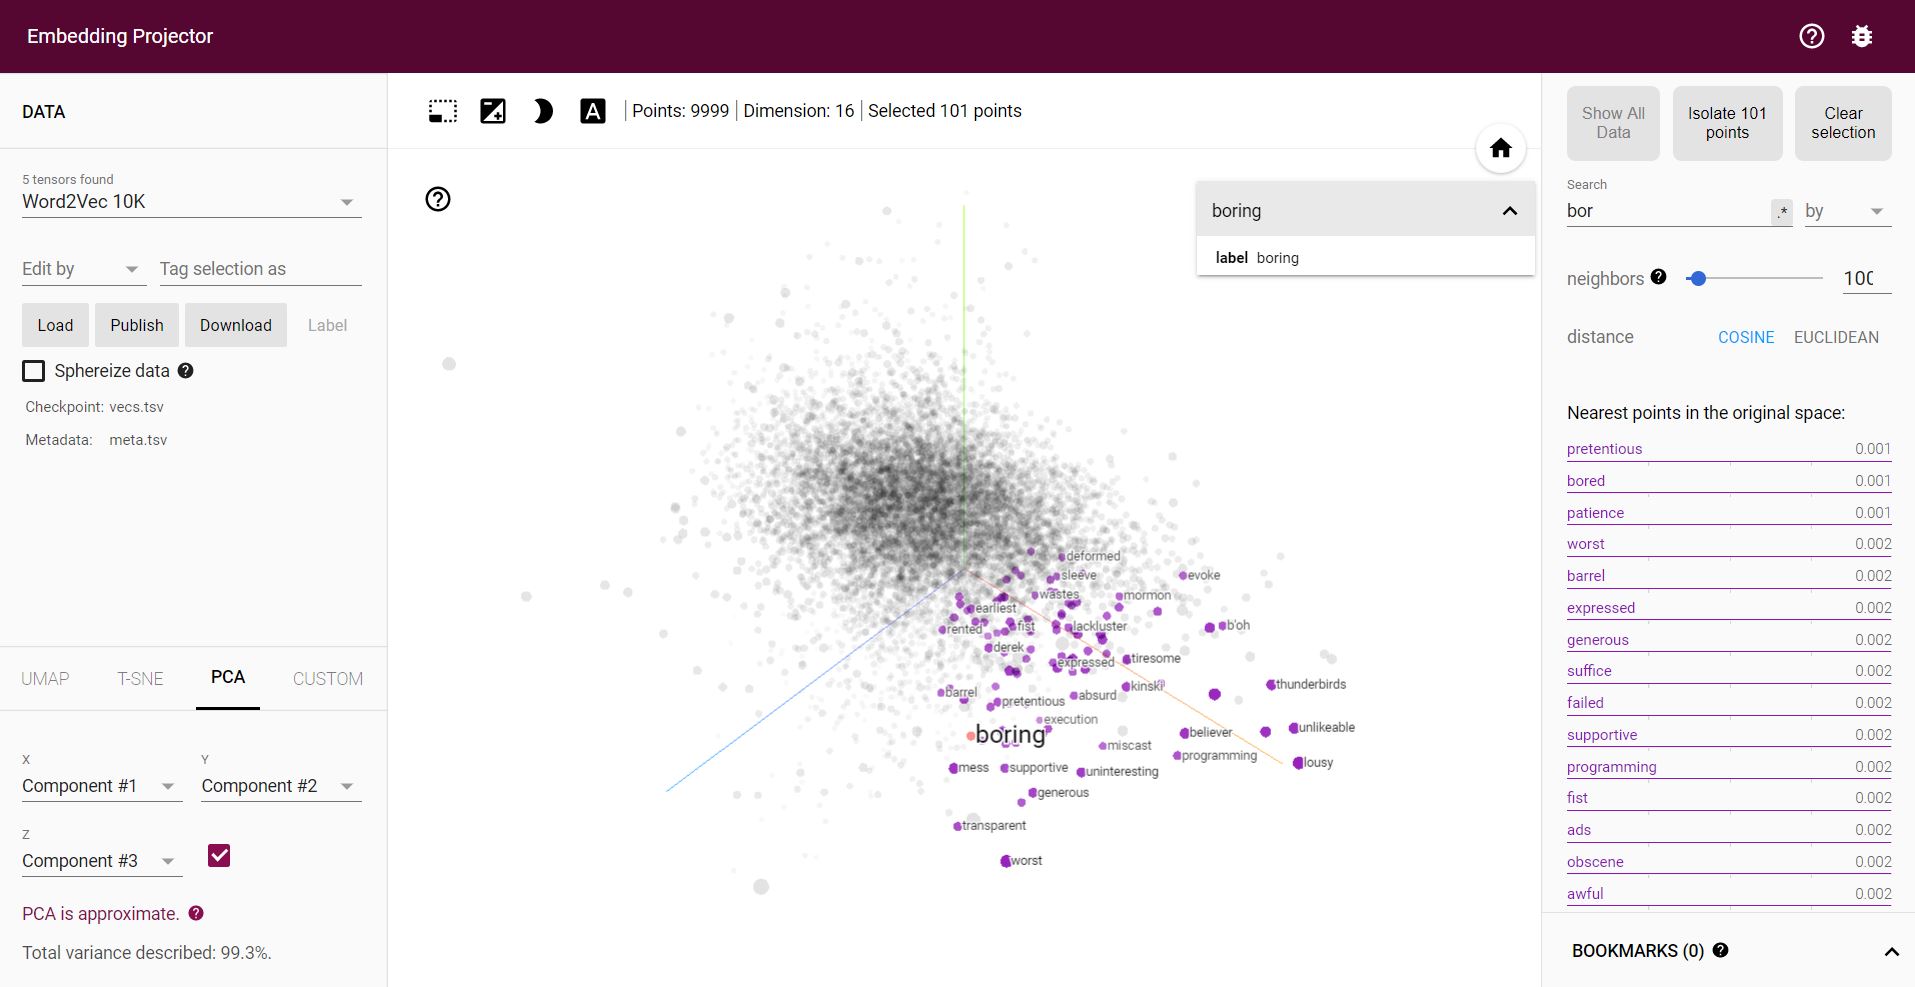 Embedding Projector
DATA
5 tensors found
Word2Vec 10K
Edit by
Tag selection as
Load
Publish
Download
Label
Sphereize data
Checkpoint: vecs.tsv
Metadata: meta.tsv
UMAP
T-SNE
PCA
CUSTOM
X
Component #1
Y
Component #2
Z
Component #3
PCA is approximate.
Total variance described: 99.3%.
A
Points: 9999
Dimension: 16
Selected 101 points
boring
label boring
deformed
sleeve
evoke
wastes
mormon
earliest
rented
fist
lackluster
b'oh
derek
expressed
tiresome
barrel
kinski
thunderbirds
pretentious
absurd
execution
boring
unlikeable
believer
miscast
programming
mess
supportive
uninteresting
lousy
generous
transparent
worst
Show All
Data
Isolate 101
points
Clear
selection
Search
bor
.*
by
neighbors
100
distance
COSINE
EUCLIDEAN
Nearest points in the original space:
pretentious 0.001
bored 0.001
patience 0.001
worst 0.002
barrel 0.002
expressed 0.002
generous 0.002
suffice 0.002
failed 0.002
supportive 0.002
programming 0.002
fist 0.002
ads 0.002
obscene 0.002
awful 0.002
BOOKMARKS (0)